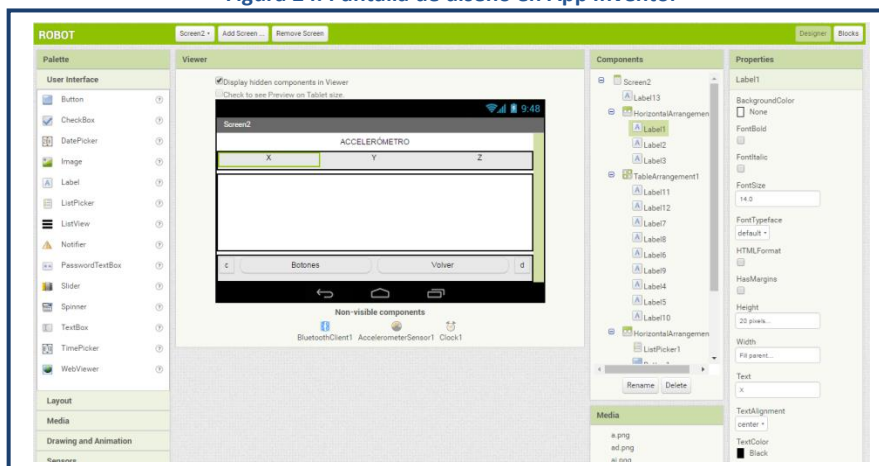 Figura 14. Pantalla de diseño en App Inventor
ROBOT
Screen2
Add Screen ...
Remove Screen
Designer
Blocks
Palette
User Interface
Button
CheckBox
DatePicker
Image
Label
ListPicker
ListView
Notifier
PasswordTextBox
Slider
Spinner
TextBox
TimePicker
WebViewer
Layout
Media
Drawing and Animation
Sensors
Viewer
Display hidden components in Viewer
Check to see Preview on Tablet size.
9:48
Screen2
ACCELERÓMETRO
X Y Z
c Botones Volver d
Non-visible components
BluetoothClient1 AccelerometerSensor1 Clock1
Components
Screen2
Label13
HorizontalArrangemen
Label1
Label2
Label3
TableArrangement1
Label11
Label12
Label7
Label8
Label6
Label9
Label4
Label5
Label10
HorizontalArrangemen
ListPicker1
Rename Delete
Media
a.png
ad.png
ai.png
Properties
Label1
BackgroundColor
None
FontBold
FontItalic
FontSize
14.0
FontTypeface
default
HTMLFormat
HasMargins
Height
20 pixels...
Width
Fill parent...
Text
X
TextAlignment
center
TextColor
Black